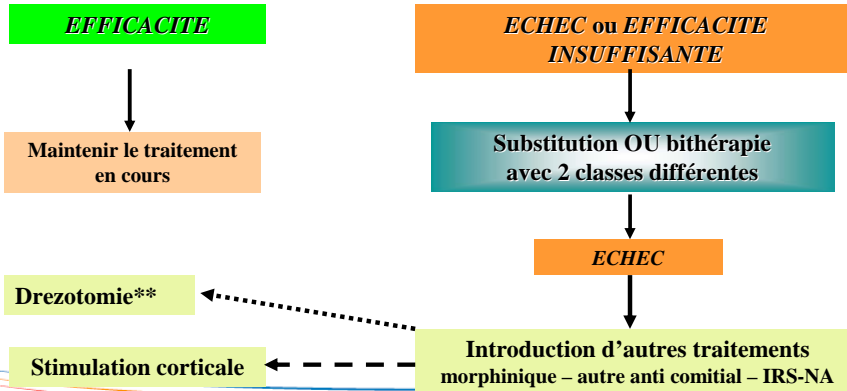 EFFICACITE
ECHEC ou EFFICACITE
INSUFFISANTE
Maintenir le traitement
en cours
Substitution OU bithérapie
avec 2 classes différentes
ECHEC
Drezotomie**
Stimulation corticale
Introduction d’autres traitements
morphinique – autre anti comitial – IRS-NA